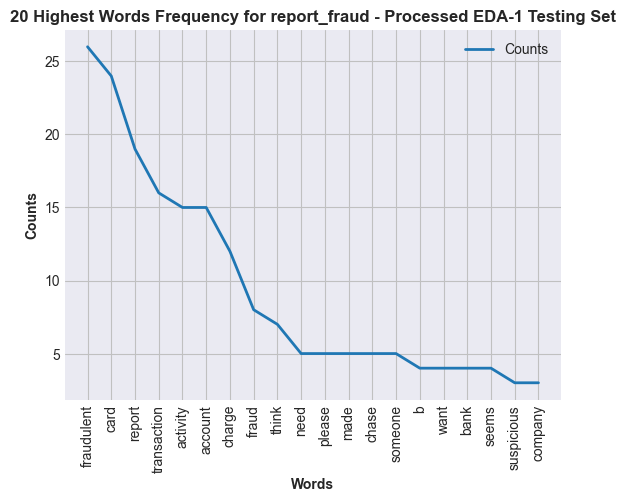 20 Highest Words Frequency for report_fraud - Processed EDA-1 Testing Set
Counts
25
20
15
10
5
Counts
fraudulent
card
report
transaction
activity
account
charge
fraud
think
need
please
made
chase
someone
b
want
bank
seems
suspicious
company
Words